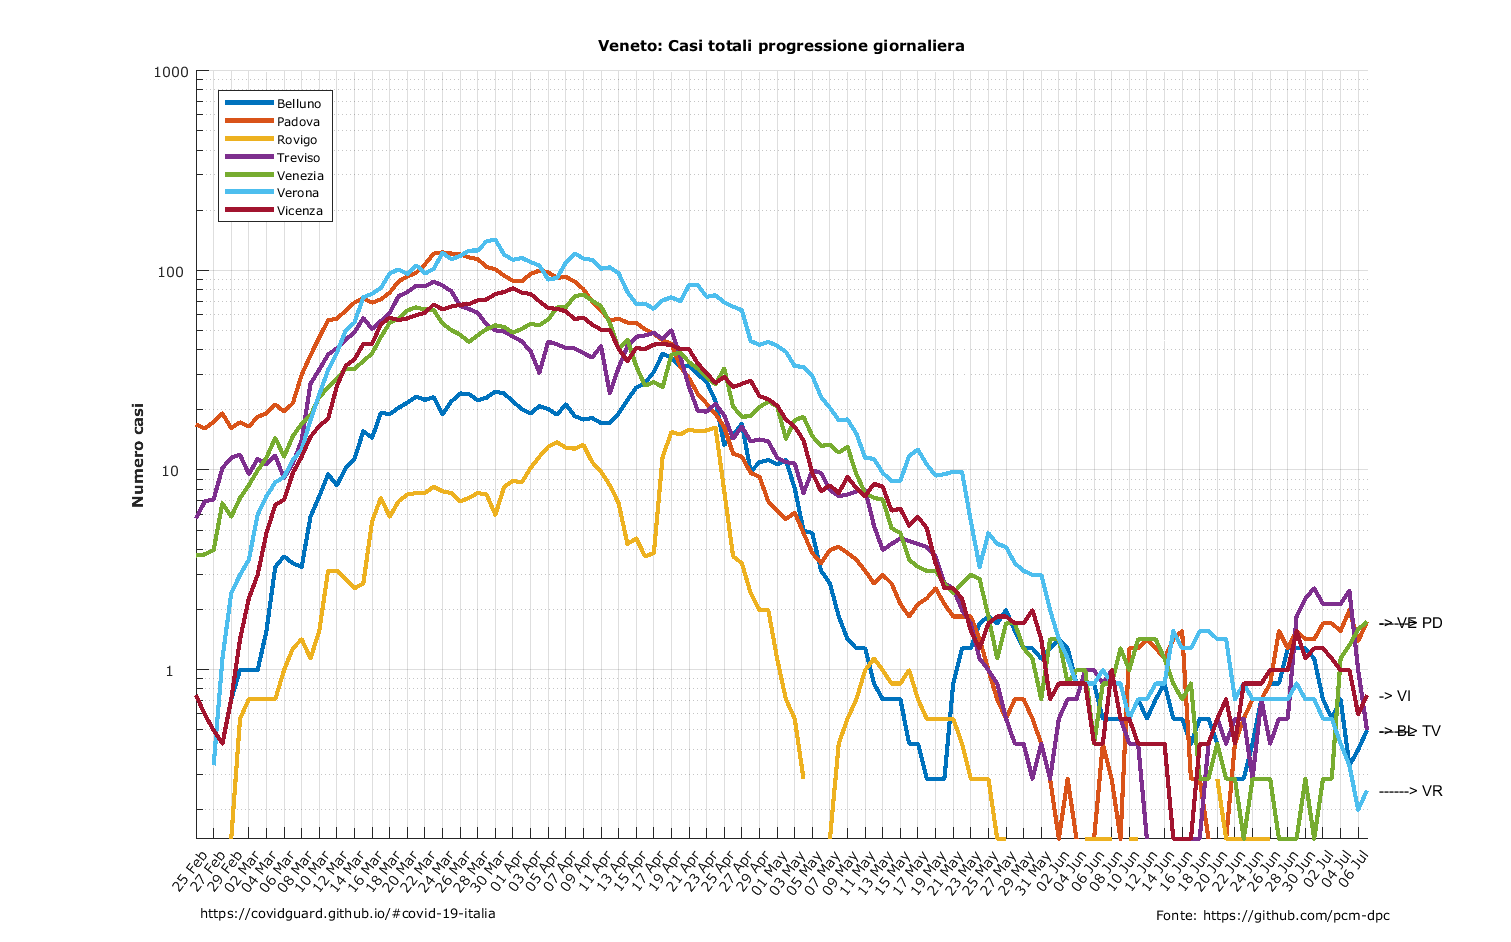 Veneto: Casi totali progressione giornaliera
1000
100
10
1
Numero casi
Belluno
Padova
Rovigo
Treviso
Venezia
Verona
Vicenza
-> VE
----> PD
-> VI
-> BL
----> TV
------> VR
25 Feb
27 Feb
29 Feb
02 Mar
04 Mar
06 Mar
08 Mar
10 Mar
12 Mar
14 Mar
16 Mar
18 Mar
20 Mar
22 Mar
24 Mar
26 Mar
28 Mar
30 Mar
01 Apr
03 Apr
05 Apr
07 Apr
09 Apr
11 Apr
13 Apr
15 Apr
17 Apr
19 Apr
21 Apr
23 Apr
25 Apr
27 Apr
29 Apr
01 May
03 May
05 May
07 May
09 May
11 May
13 May
15 May
17 May
19 May
21 May
23 May
25 May
27 May
29 May
31 May
02 Jun
04 Jun
06 Jun
08 Jun
10 Jun
12 Jun
14 Jun
16 Jun
18 Jun
20 Jun
22 Jun
24 Jun
26 Jun
28 Jun
30 Jun
02 Jul
04 Jul
06 Jul
https://covidguard.github.io/#covid-19-italia
Fonte: https://github.com/pcm-dpc